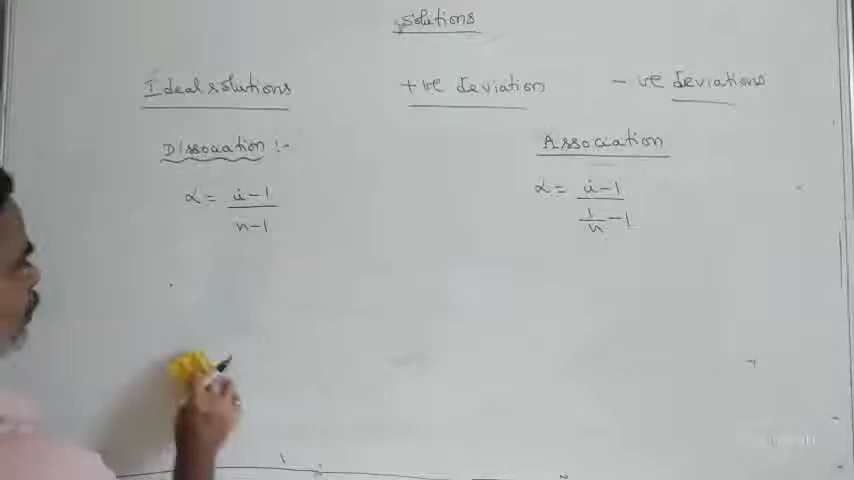 Solutions
Ideal solutions +ve deviation - ve deviations
Dissociation :- Association
α = i-1 / n-1 α = i-1 / 1/n -1